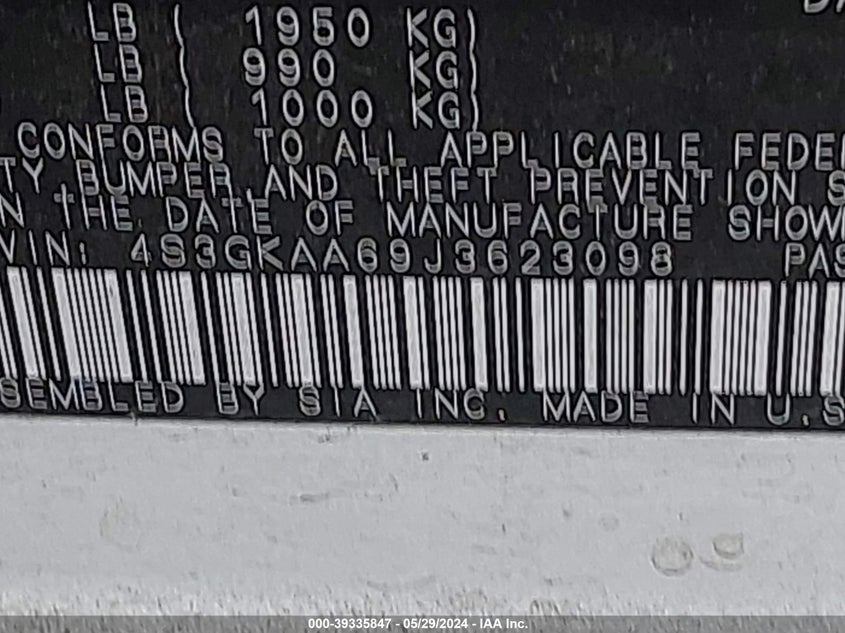 LB ( 1950 KG)
LB ( 990 KG)
LB ( 1000 KG)
CONFORMS TO ALL APPLICABLE FEDE
TY, BUMPER, AND THEFT PREVENTION S
N THE DATE OF MANUFACTURE SHOW
VIN: 4S3GKAA69J3623098 PAS
SEMBLED BY SIA INC. MADE IN U.S
000-39335847 - 05/29/2024 - IAA Inc.